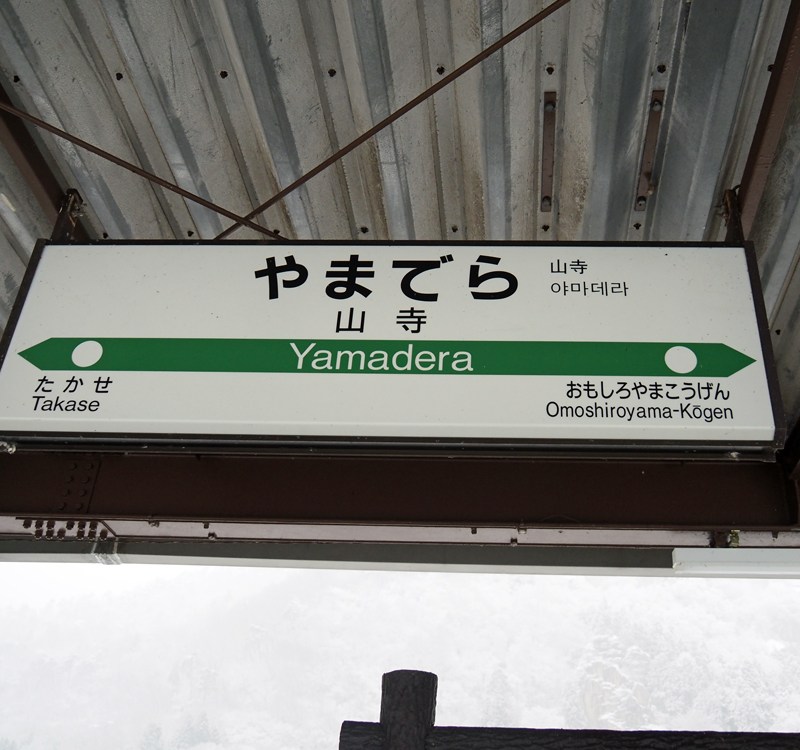 やまでら
山寺
山寺
야마데라
Yamadera
たかせ
Takase
おもしろやまこうげん
Omoshiroyama-Kōgen